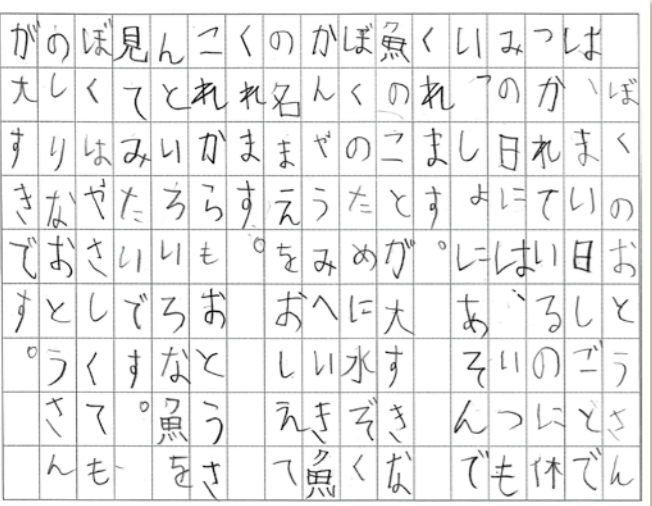 ぼくのおとうさん
は、まい日しごとで
つかれているのに休
みの日には、いつも
いっしょにあそんで
くれます。
魚のことが大すきな
ぼくのために水ぞく
かんやうみへいき魚
の名まえをおしえて
くれます。
これからもおとうさ
んといろいろな魚を
見てみたいです。
ぼくはやさしくても
のしりなおとうさん
が大すきです。